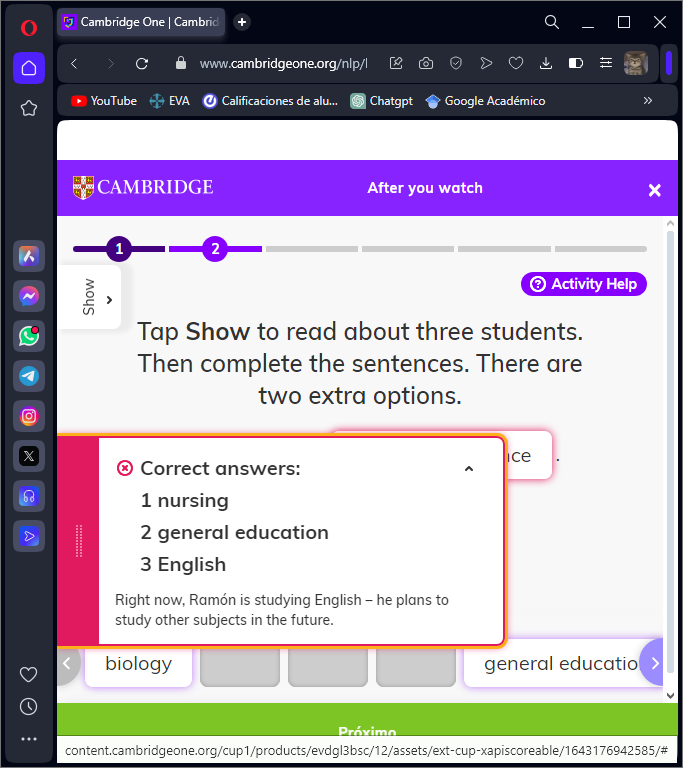 Cambridge One | Cambrid
www.cambridgeone.org/nlp/l
YouTube
EVA
Calificaciones de alu...
Chatgpt
Google Académico
CAMBRIDGE
After you watch
1
2
Show
Activity Help
Tap Show to read about three students.
Then complete the sentences. There are
two extra options.
nce .
Correct answers:
1 nursing
2 general education
3 English
Right now, Ramón is studying English – he plans to
study other subjects in the future.
biology
general educatio
Próximo
content.cambridgeone.org/cup1/products/evdgl3bsc/12/assets/ext-cup-xapiscoreable/1643176942585/#